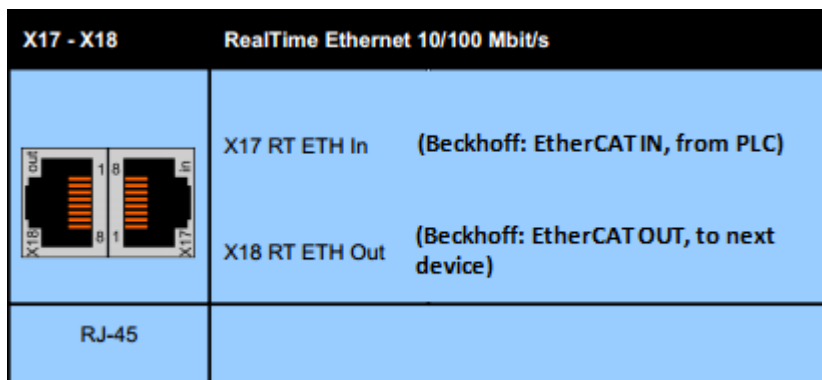 X17 - X18 RealTime Ethernet 10/100 Mbit/s
out 1 8 in
X18 8 1 X17
X17 RT ETH In (Beckhoff: EtherCAT IN, from PLC)
X18 RT ETH Out (Beckhoff: EtherCAT OUT, to next
device)
RJ-45